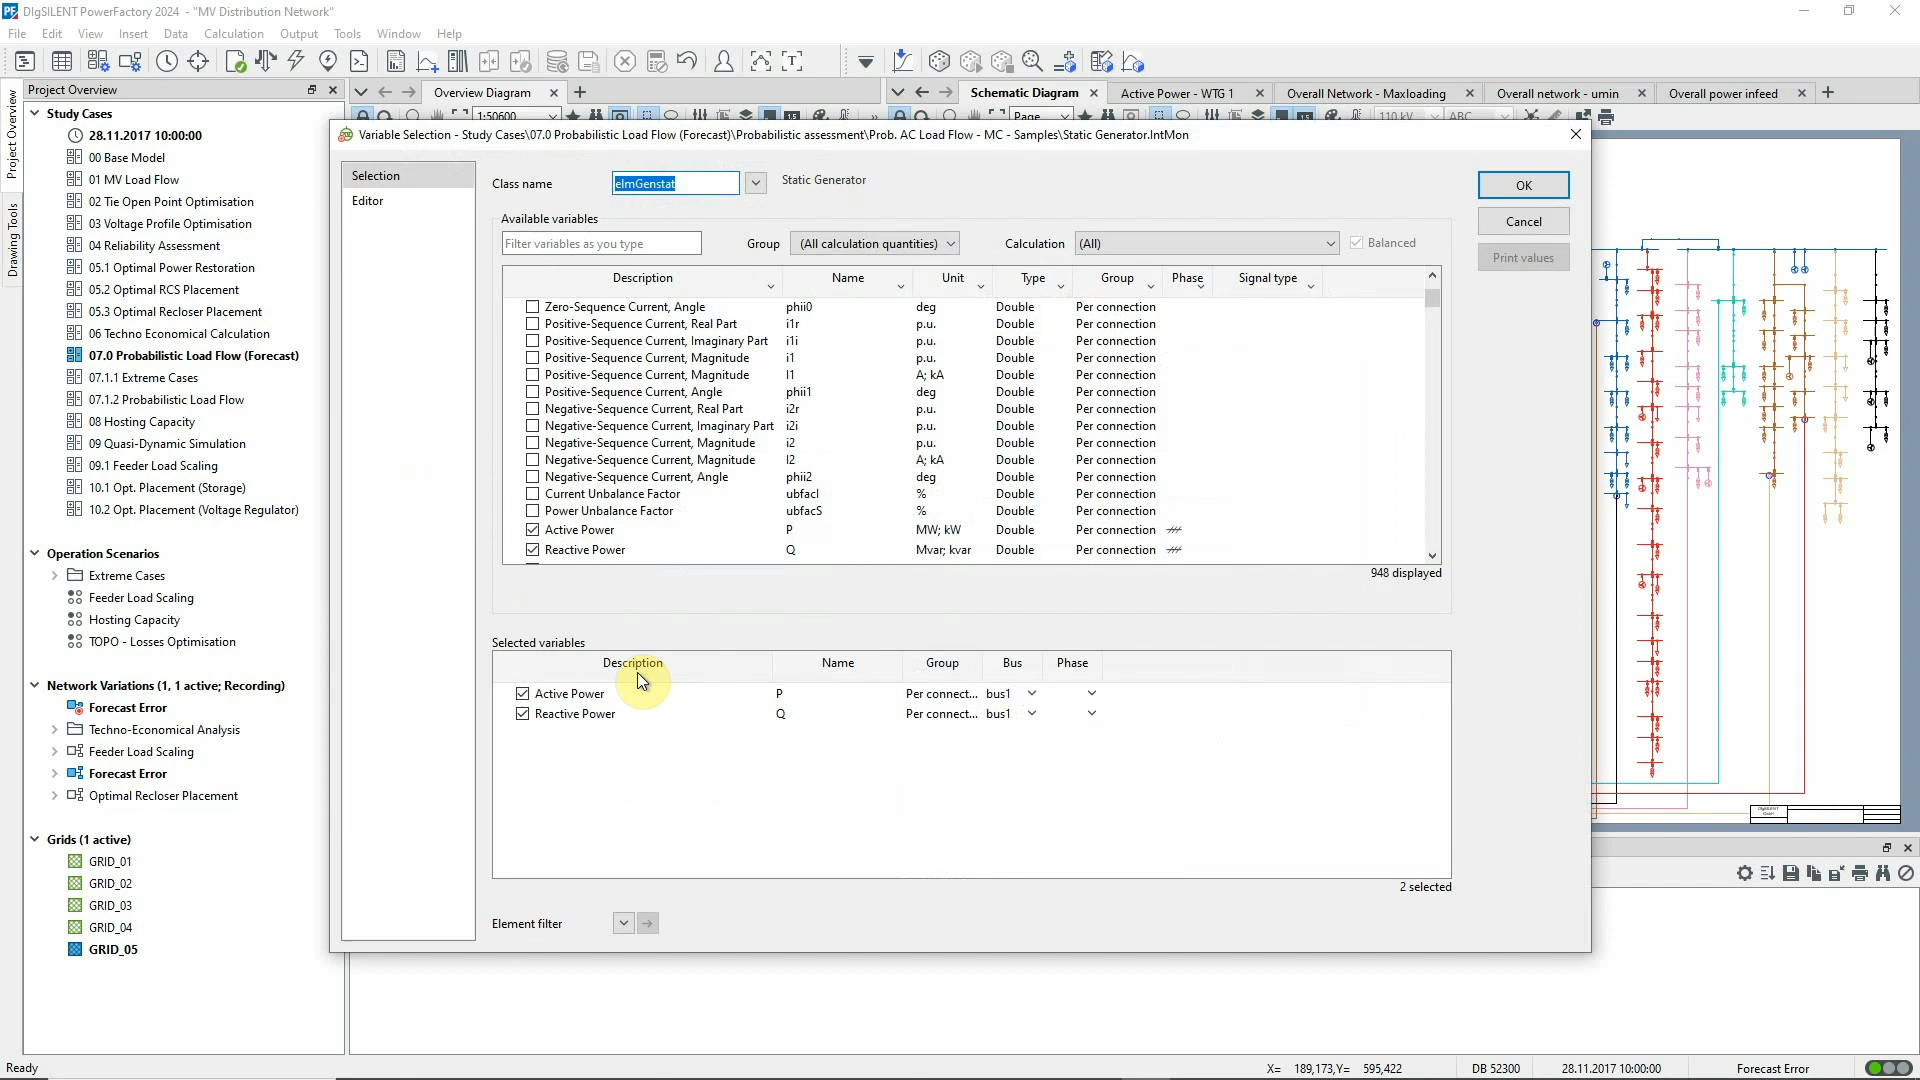 DIgSILENT PowerFactory 2024 - "MV Distribution Network"
File Edit View Insert Data Calculation Output Tools Window Help
Project Overview
Overview Diagram
Schematic Diagram
Active Power - WTG 1
Overall Network - Maxloading
Overall network - umin
Overall power infeed
Project Overview
Drawing Tools
1:50600
Page
110 kV
ABC
Study Cases
28.11.2017 10:00:00
00 Base Model
01 MV Load Flow
02 Tie Open Point Optimisation
03 Voltage Profile Optimisation
04 Reliability Assessment
05.1 Optimal Power Restoration
05.2 Optimal RCS Placement
05.3 Optimal Recloser Placement
06 Techno Economical Calculation
07.0 Probabilistic Load Flow (Forecast)
07.1.1 Extreme Cases
07.1.2 Probabilistic Load Flow
08 Hosting Capacity
09 Quasi-Dynamic Simulation
09.1 Feeder Load Scaling
10.1 Opt. Placement (Storage)
10.2 Opt. Placement (Voltage Regulator)
Operation Scenarios
Extreme Cases
Feeder Load Scaling
Hosting Capacity
TOPO - Losses Optimisation
Network Variations (1, 1 active; Recording)
Forecast Error
Techno-Economical Analysis
Feeder Load Scaling
Forecast Error
Optimal Recloser Placement
Grids (1 active)
GRID_01
GRID_02
GRID_03
GRID_04
GRID_05
Variable Selection - Study Cases\07.0 Probabilistic Load Flow (Forecast)\Probabilistic assessment\Prob. AC Load Flow - MC - Samples\Static Generator.IntMon
Selection
Editor
Class name elmGenstat Static Generator
OK
Cancel
Print values
Available variables
Filter variables as you type Group (All calculation quantities) Calculation (All) Balanced
Description Name Unit Type Group Phase Signal type
Zero-Sequence Current, Angle phii0 deg Double Per connection
Positive-Sequence Current, Real Part i1r p.u. Double Per connection
Positive-Sequence Current, Imaginary Part i1i p.u. Double Per connection
Positive-Sequence Current, Magnitude i1 p.u. Double Per connection
Positive-Sequence Current, Magnitude I1 A; kA Double Per connection
Positive-Sequence Current, Angle phii1 deg Double Per connection
Negative-Sequence Current, Real Part i2r p.u. Double Per connection
Negative-Sequence Current, Imaginary Part i2i p.u. Double Per connection
Negative-Sequence Current, Magnitude i2 p.u. Double Per connection
Negative-Sequence Current, Magnitude I2 A; kA Double Per connection
Negative-Sequence Current, Angle phii2 deg Double Per connection
Current Unbalance Factor ubfacI % Double Per connection
Power Unbalance Factor ubfacS % Double Per connection
Active Power P MW; kW Double Per connection
Reactive Power Q Mvar; kvar Double Per connection
948 displayed
Selected variables
Description Name Group Bus Phase
Active Power P Per connect... bus1
Reactive Power Q Per connect... bus1
2 selected
Element filter
Ready
X= 189,173,Y= 595,422
DB 52300
28.11.2017 10:00:00
Forecast Error